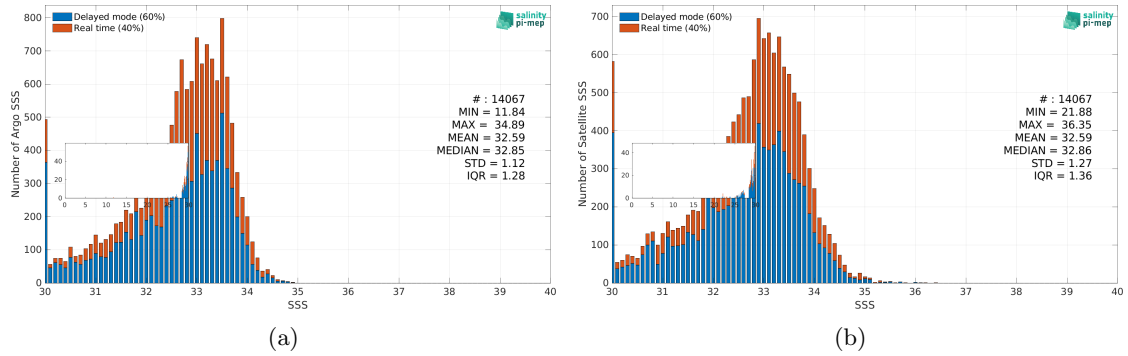 Delayed mode (60%)
Real time (40%)
salinity
pi-mep
800
700
600
500
400
300
200
100
0
Number of Argo SSS
# : 14067
MIN = 11.84
MAX = 34.89
MEAN = 32.59
MEDIAN = 32.85
STD = 1.12
IQR = 1.28
40
20
0
0 5 10 15 20 25 30
30 31 32 33 34 35 36 37 38 39 40
SSS
(a)
Delayed mode (60%)
Real time (40%)
salinity
pi-mep
700
600
500
400
300
200
100
0
Number of Satellite SSS
# : 14067
MIN = 21.88
MAX = 36.35
MEAN = 32.59
MEDIAN = 32.86
STD = 1.27
IQR = 1.36
40
20
0
0 5 10 15 20 25 30
30 31 32 33 34 35 36 37 38 39 40
SSS
(b)